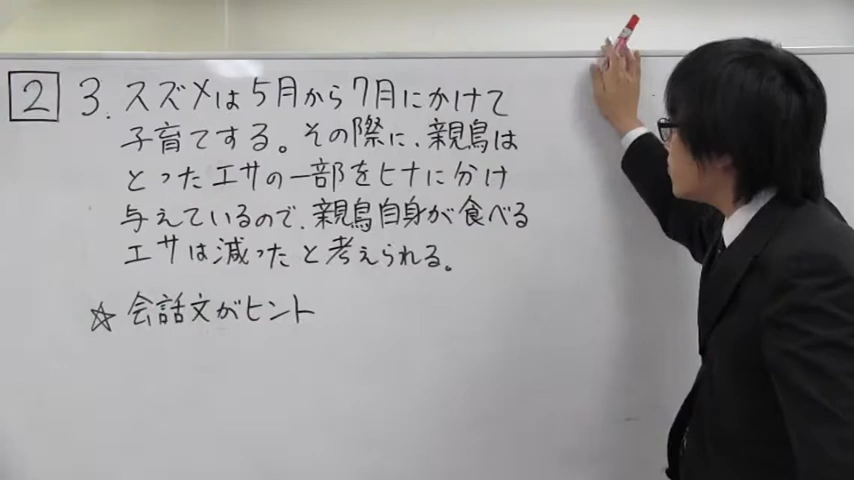 2 3. スズメは5月から7月にかけて
子育てする。その際に、親鳥は
とったエサの一部をヒナに分け
与えているので、親鳥自身が食べる
エサは減ったと考えられる。
☆ 会話文がヒント